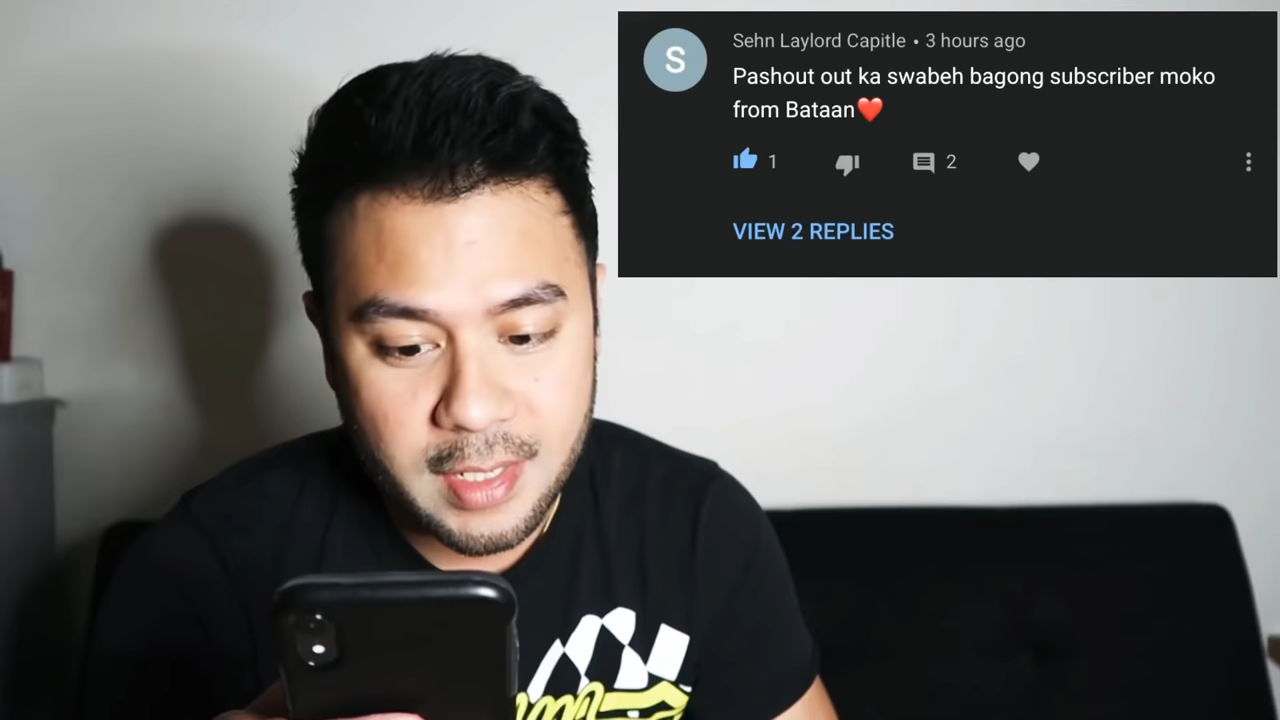 S
Sehn Laylord Capitle • 3 hours ago
Pashout out ka swabeh bagong subscriber moko
from Bataan❤️
1
2
VIEW 2 REPLIES